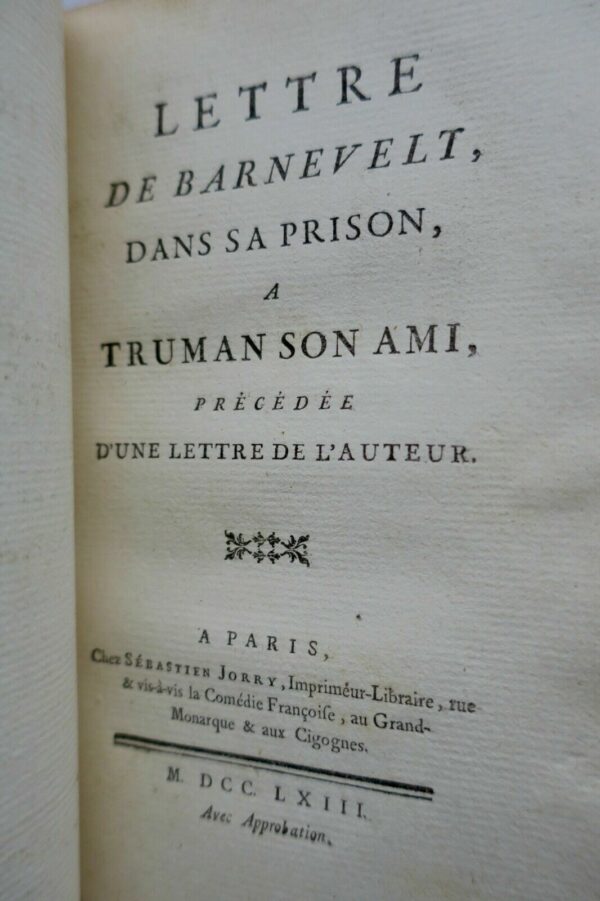 LETTRE
DE BARNEVELT,
DANS SA PRISON,
A
TRUMAN SON AMI,
PRÉCÉDÉE
D'UNE LETTRE DE L'AUTEUR.
A PARIS,
Chez SÉBASTIEN JORRY, Impriméur-Libraire, rue
& vis-à-vis la Comédie Françoiſe, au Grand-
Monarque & aux Cigognes.
M. DCC. LXIII.
Avec Approbation.